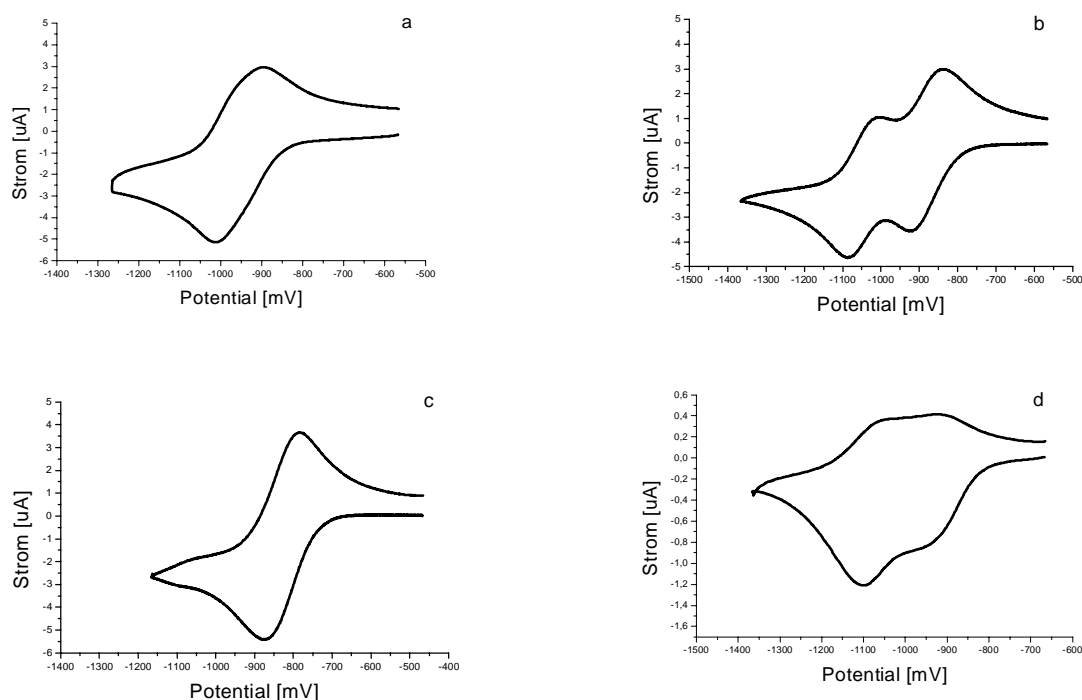 a
5
4
3
2
1
0
-1
-2
-3
-4
-5
-6
Strom [uA]
-1400 -1300 -1200 -1100 -1000 -900 -800 -700 -600 -500
Potential [mV]
b
5
4
3
2
1
0
-1
-2
-3
-4
-5
Strom [uA]
-1500 -1400 -1300 -1200 -1100 -1000 -900 -800 -700 -600 -500
Potential [mV]
c
5
4
3
2
1
0
-1
-2
-3
-4
-5
-6
Strom [uA]
-1400 -1300 -1200 -1100 -1000 -900 -800 -700 -600 -500 -400
Potential [mV]
d
0,6
0,4
0,2
0,0
-0,2
-0,4
-0,6
-0,8
-1,0
-1,2
-1,4
-1,6
Strom [uA]
-1500 -1400 -1300 -1200 -1100 -1000 -900 -800 -700 -600
Potential [mV]